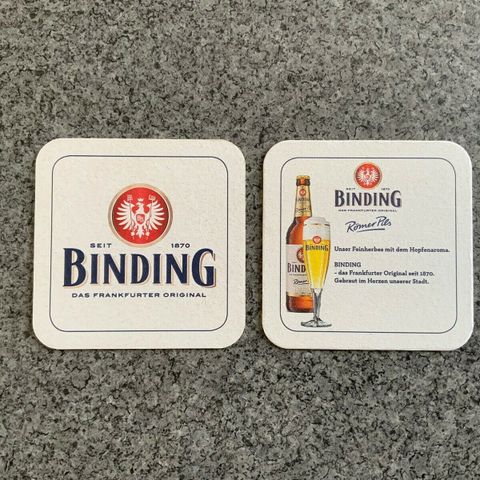 SEIT 1870
BINDING
DAS FRANKFURTER ORIGINAL
SEIT 1870
BINDING
DAS FRANKFURTER ORIGINAL
Römer Pils
Unser Feinherbes mit dem Hopfenaroma.
BINDING
- das Frankfurter Original seit 1870.
Gebraut im Herzen unserer Stadt.
BINDING